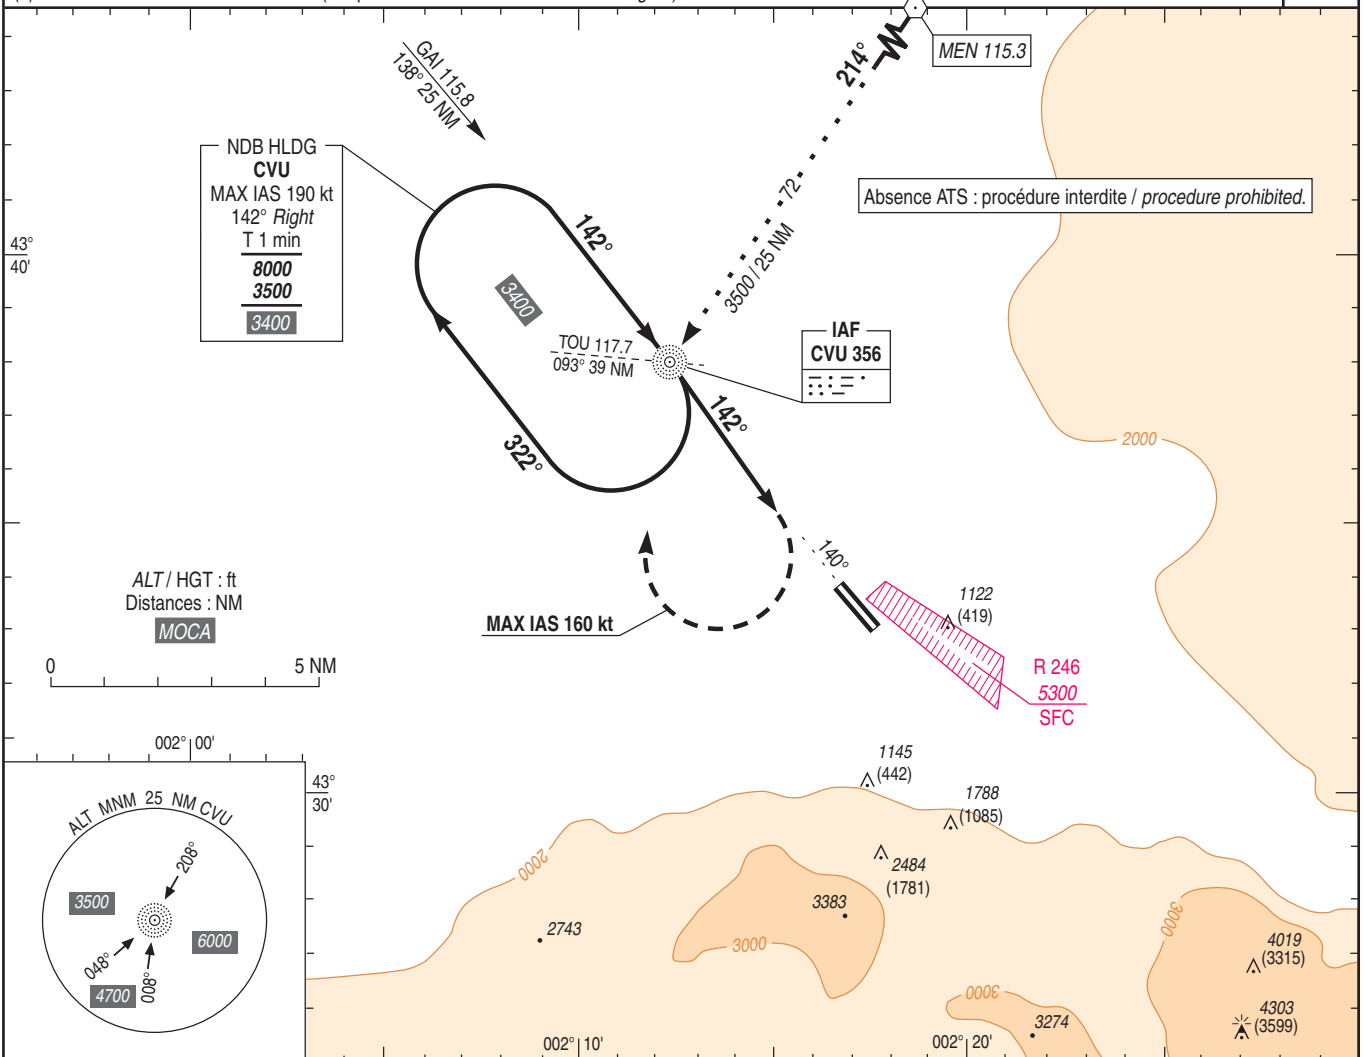 MEN 115.3
214°
GAI 115.8
138° 25 NM
NDB HLDG
CVU
MAX IAS 190 kt
142° Right
T 1 min
8000
3500
3400
Absence ATS : procédure interdite / procedure prohibited.
72
3500 / 25 NM
142°
3400
43°
40'
TOU 117.7
093° 39 NM
IAF
CVU 356
142°
322°
2000
140°
ALT / HGT : ft
Distances : NM
MOCA
MAX IAS 160 kt
1122
(419)
0 5 NM
R 246
5300
SFC
002° 00'
43°
30'
1145
(442)
1788
(1085)
ALT MNM 25 NM CVU
208°
3500
6000
048°
4700
008°
2000
2484
(1781)
3383
2743
3000
3000
4019
(3315)
3000
3274
4303
(3599)
002° 10'
002° 20'